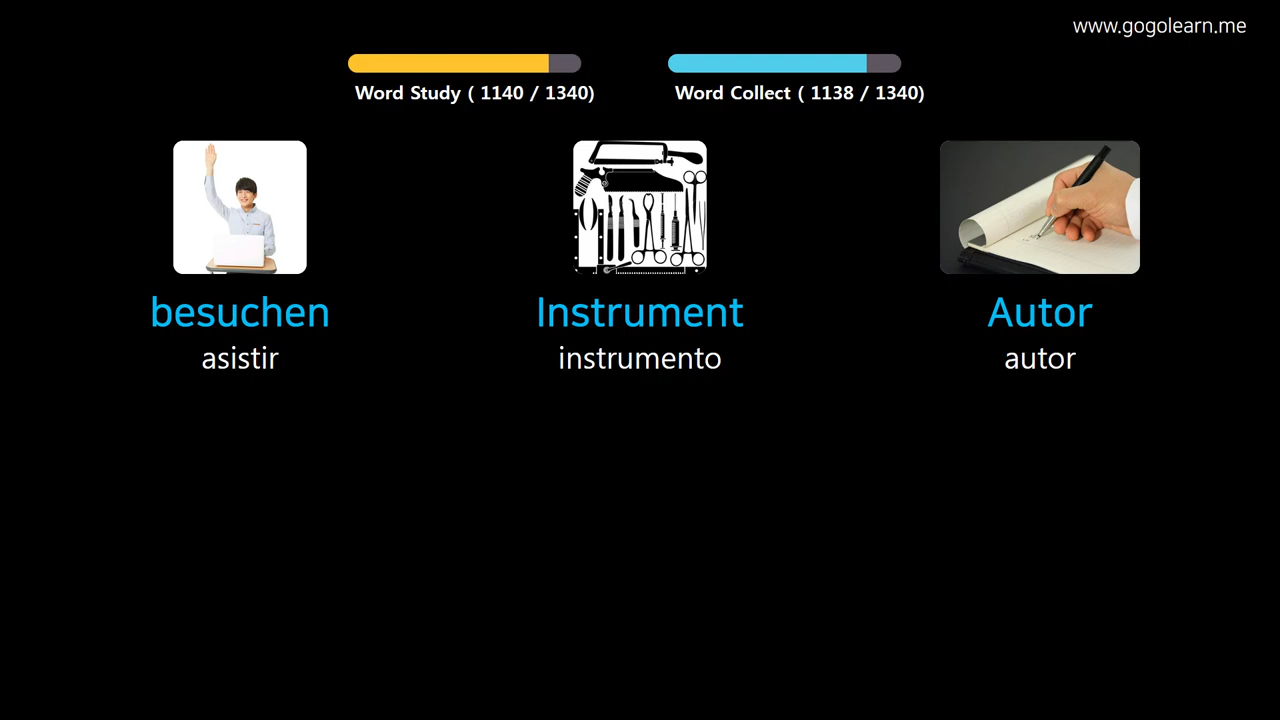 www.gogolearn.me
Word Study ( 1140 / 1340)
Word Collect ( 1138 / 1340)
besuchen
asistir
Instrument
instrumento
Autor
autor